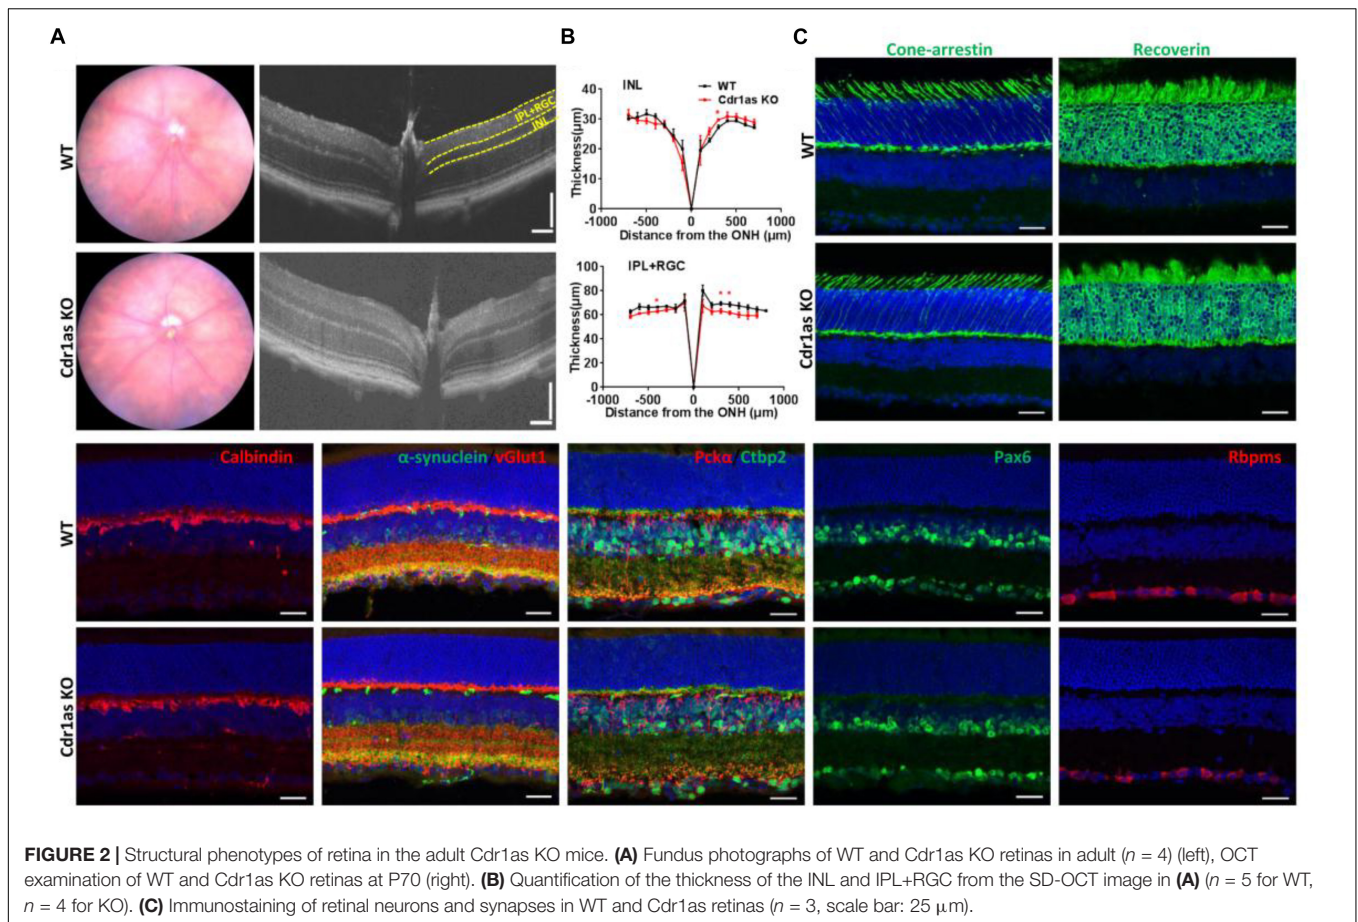 A
B
C
WT
Cdr1as KO
IPL+RGC
INL
INL
WT
Cdr1as KO
Thickness(μm)
40
30
20
10
0
-1000 -500 0 500 1000
Distance from the ONH (μm)
IPL+RGC
Thickness(μm)
100
80
60
40
20
0
-1000 -500 0 500 1000
Distance from the ONH (μm)
* * *
Cone-arrestin
Recoverin
WT
Cdr1as KO
Calbindin
α-synuclein/vGlut1
Pckα Ctbp2
Pax6
Rbpms
WT
Cdr1as KO
FIGURE 2 | Structural phenotypes of retina in the adult Cdr1as KO mice. (A) Fundus photographs of WT and Cdr1as KO retinas in adult (n = 4) (left), OCT
examination of WT and Cdr1as KO retinas at P70 (right). (B) Quantification of the thickness of the INL and IPL+RGC from the SD-OCT image in (A) (n = 5 for WT,
n = 4 for KO). (C) Immunostaining of retinal neurons and synapses in WT and Cdr1as retinas (n = 3, scale bar: 25 μm).